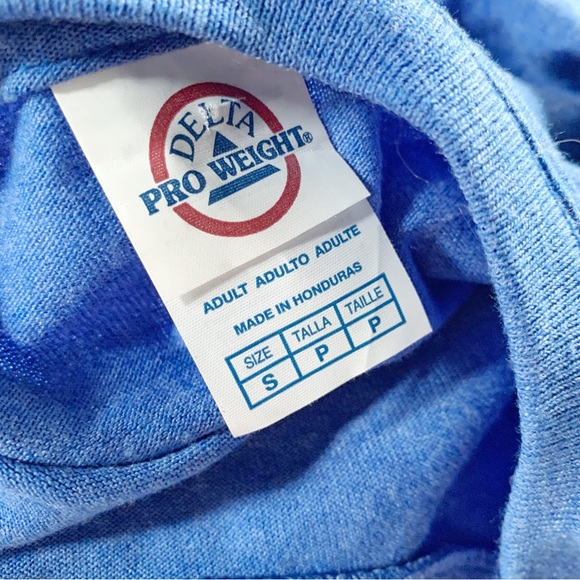 DELTA
PRO WEIGHT®
ADULT ADULTO ADULTE
MADE IN HONDURAS
SIZE TALLA TAILLE
S P P